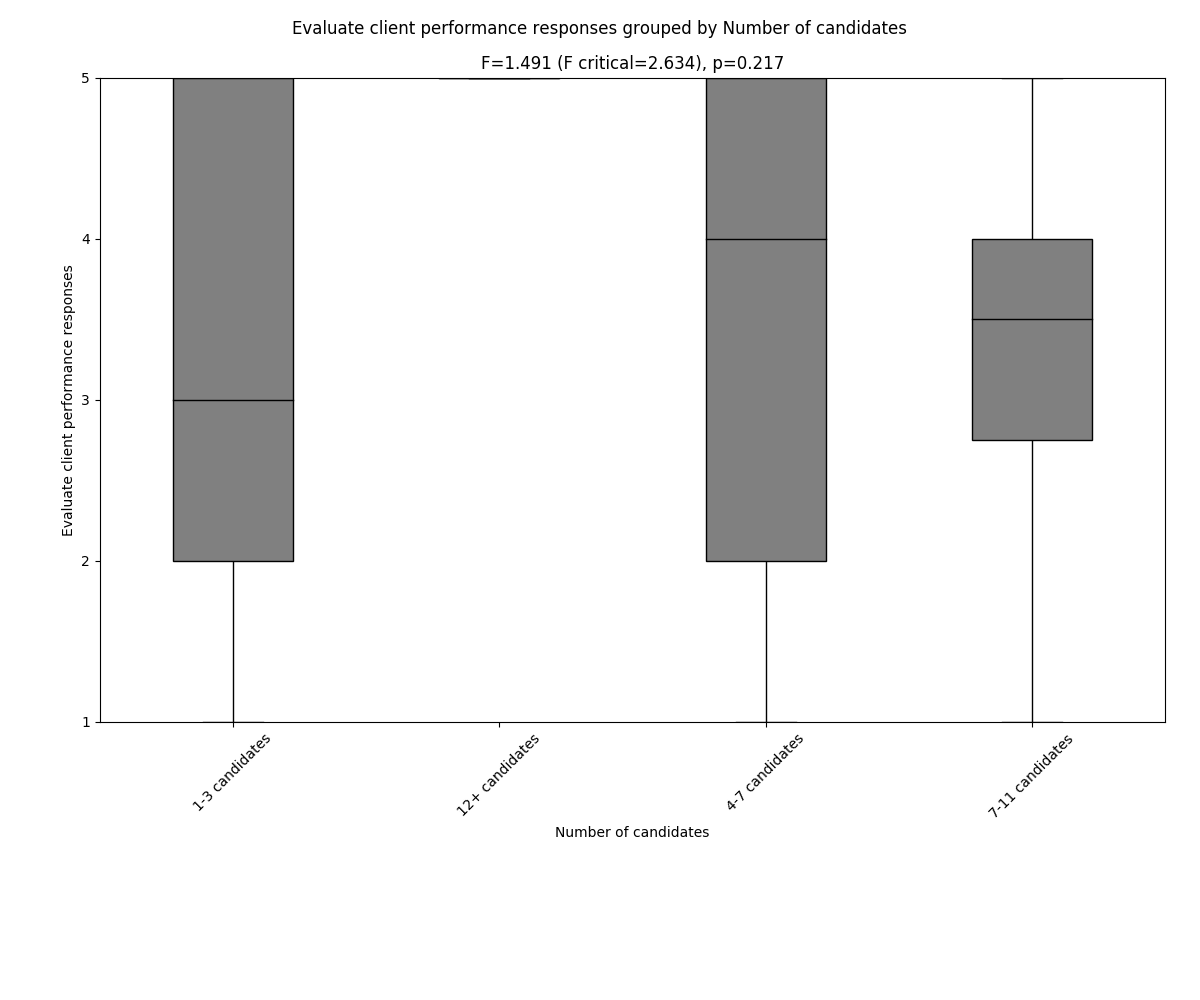 Evaluate client performance responses grouped by Number of candidates
F=1.491 (F critical=2.634), p=0.217
5
4
3
2
1
Evaluate client performance responses
1-3 candidates
12+ candidates
4-7 candidates
7-11 candidates
Number of candidates